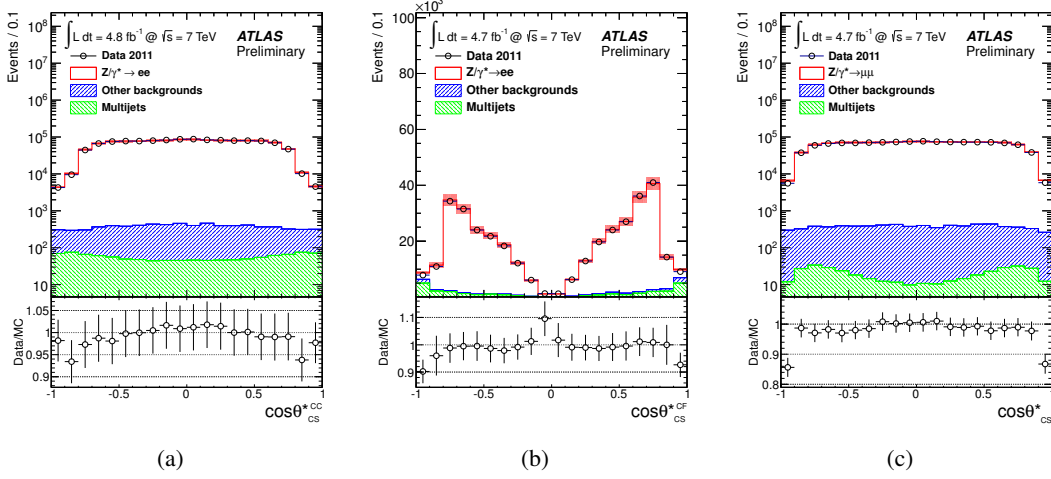 ∫ L dt = 4.8 fb⁻¹ @ √s = 7 TeV ATLAS
Preliminary
Data 2011
Z/γ* → ee
Other backgrounds
Multijets
Events / 0.1
10⁸
10⁷
10⁶
10⁵
10⁴
10³
10²
10
Data/MC
1.05
1
0.95
0.9
-1 -0.5 0 0.5 1
cosθ*CC CS
(a)
×10³
∫ L dt = 4.7 fb⁻¹ @ √s = 7 TeV ATLAS
Preliminary
Data 2011
Z/γ*→ee
Other backgrounds
Multijets
Events / 0.1
100
80
60
40
20
Data/MC
1.1
1
0.9
-1 -0.5 0 0.5 1
cosθ*CF CS
(b)
∫ L dt = 4.7 fb⁻¹ @ √s = 7 TeV ATLAS
Preliminary
Data 2011
Z/γ*→μμ
Other backgrounds
Multijets
Events / 0.1
10⁸
10⁷
10⁶
10⁵
10⁴
10³
10²
10
Data/MC
1
0.9
0.8
-1 -0.5 0 0.5 1
cosθ*CS
(c)